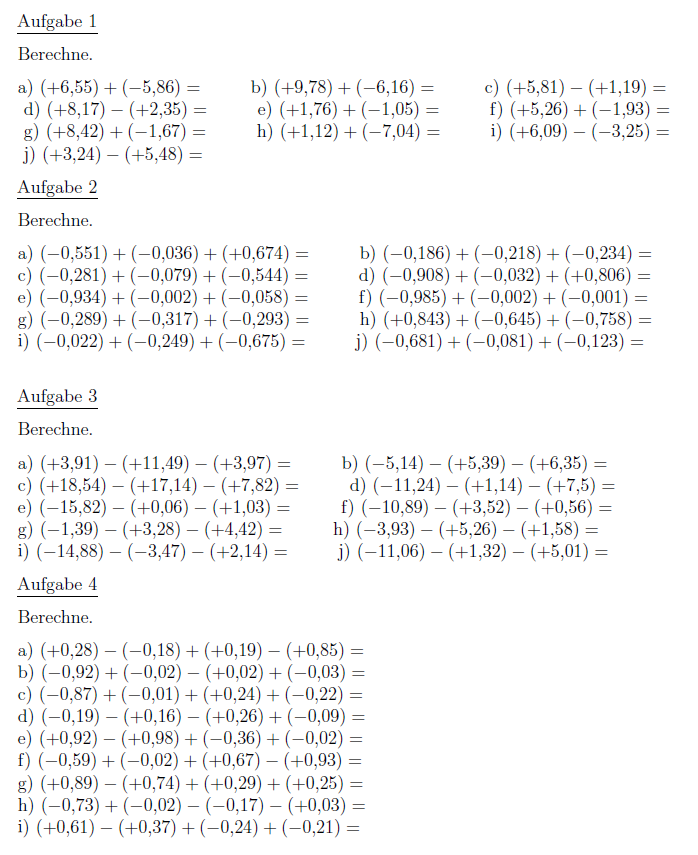 Aufgabe 1
Berechne.
a) (+6,55) + (−5,86) = b) (+9,78) + (−6,16) = c) (+5,81) − (+1,19) =
d) (+8,17) − (+2,35) = e) (+1,76) + (−1,05) = f) (+5,26) + (−1,93) =
g) (+8,42) + (−1,67) = h) (+1,12) + (−7,04) = i) (+6,09) − (−3,25) =
j) (+3,24) − (+5,48) =
Aufgabe 2
Berechne.
a) (−0,551) + (−0,036) + (+0,674) = b) (−0,186) + (−0,218) + (−0,234) =
c) (−0,281) + (−0,079) + (−0,544) = d) (−0,908) + (−0,032) + (+0,806) =
e) (−0,934) + (−0,002) + (−0,058) = f) (−0,985) + (−0,002) + (−0,001) =
g) (−0,289) + (−0,317) + (−0,293) = h) (+0,843) + (−0,645) + (−0,758) =
i) (−0,022) + (−0,249) + (−0,675) = j) (−0,681) + (−0,081) + (−0,123) =
Aufgabe 3
Berechne.
a) (+3,91) − (+11,49) − (+3,97) = b) (−5,14) − (+5,39) − (+6,35) =
c) (+18,54) − (+17,14) − (+7,82) = d) (−11,24) − (+1,14) − (+7,5) =
e) (−15,82) − (+0,06) − (+1,03) = f) (−10,89) − (+3,52) − (+0,56) =
g) (−1,39) − (+3,28) − (+4,42) = h) (−3,93) − (+5,26) − (+1,58) =
i) (−14,88) − (−3,47) − (+2,14) = j) (−11,06) − (+1,32) − (+5,01) =
Aufgabe 4
Berechne.
a) (+0,28) − (−0,18) + (+0,19) − (+0,85) =
b) (−0,92) + (−0,02) − (+0,02) + (−0,03) =
c) (−0,87) + (−0,01) + (+0,24) + (−0,22) =
d) (−0,19) − (+0,16) − (+0,26) + (−0,09) =
e) (+0,92) − (+0,98) + (−0,36) + (−0,02) =
f) (−0,59) + (−0,02) + (+0,67) − (+0,93) =
g) (+0,89) − (+0,74) + (+0,29) + (+0,25) =
h) (−0,73) + (−0,02) − (−0,17) − (+0,03) =
i) (+0,61) − (+0,37) + (−0,24) + (−0,21) =